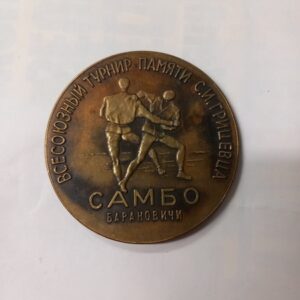 ВСЕСОЮЗНЫЙ ТУРНИР ПАМЯТИ С.И.ГРИЦЕВЦА
САМБО
БАРАНОВИЧИ